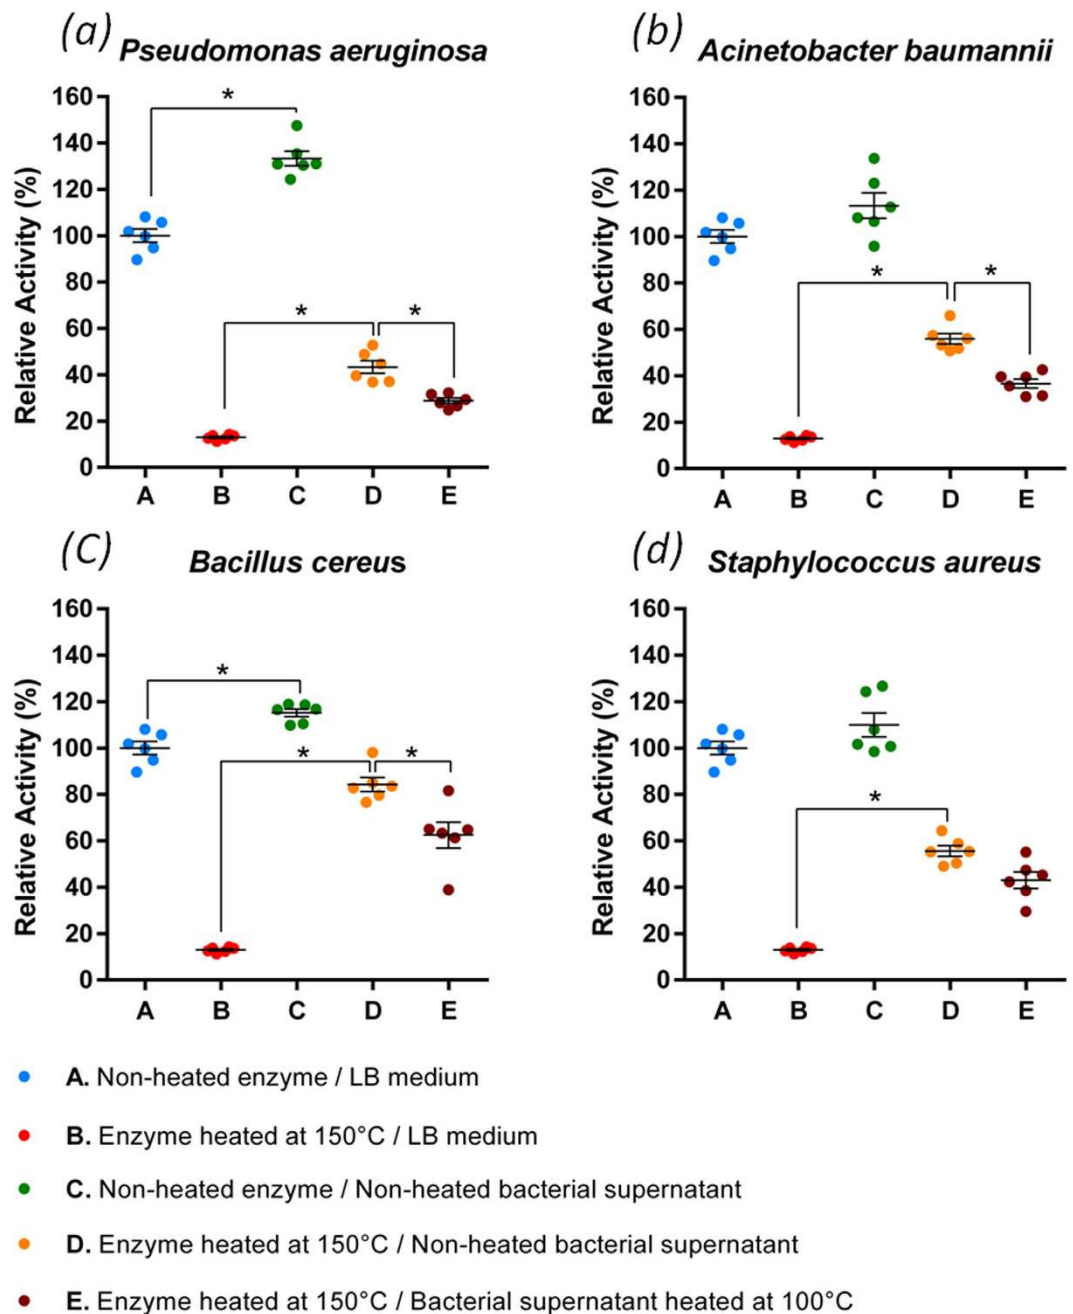 (a) Pseudomonas aeruginosa
Relative Activity (%)
160
140
120
100
80
60
40
20
0
*
* *
A B C D E
(b) Acinetobacter baumannii
Relative Activity (%)
160
140
120
100
80
60
40
20
0
* *
A B C D E
(C) Bacillus cereus
Relative Activity (%)
160
140
120
100
80
60
40
20
0
*
* *
A B C D E
(d) Staphylococcus aureus
Relative Activity (%)
160
140
120
100
80
60
40
20
0
*
A B C D E
A. Non-heated enzyme / LB medium
B. Enzyme heated at 150°C / LB medium
C. Non-heated enzyme / Non-heated bacterial supernatant
D. Enzyme heated at 150°C / Non-heated bacterial supernatant
E. Enzyme heated at 150°C / Bacterial supernatant heated at 100°C